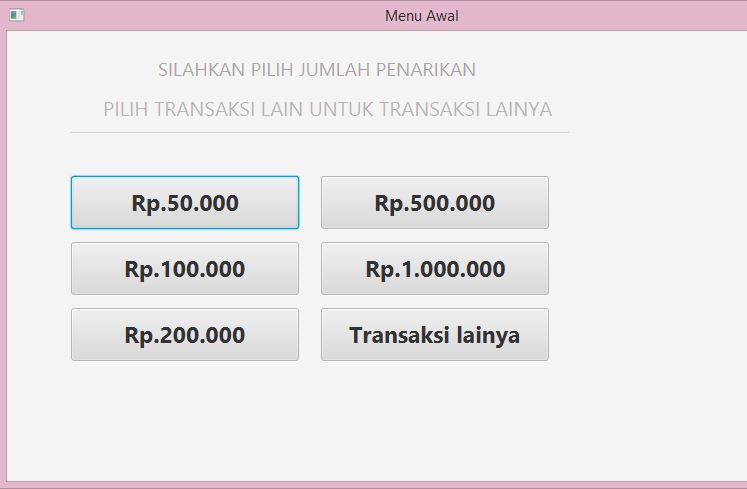 Menu Awal
SILAHKAN PILIH JUMLAH PENARIKAN
PILIH TRANSAKSI LAIN UNTUK TRANSAKSI LAINYA
Rp.50.000
Rp.500.000
Rp.100.000
Rp.1.000.000
Rp.200.000
Transaksi lainya